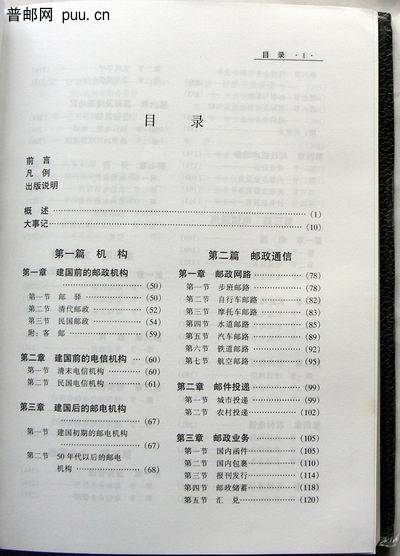 普邮网 puu.cn
目 录 ·1·
目 录
前 言
凡 例
出版说明
概 述………………(1)
大事记………………(10)
第一篇 机 构
第一章 建国前的邮政机构
………………(50)
第一节 邮 驿………………(50)
第二节 清代邮政………………(52)
第三节 民国邮政………………(54)
附:客 邮………………(59)
第二章 建国前的电信机构 …(60)
第一节 清末电信机构…………(60)
第二节 民国电信机构…………(61)
第三章 建国后的邮电机构
………………(67)
第一节 建国初期的邮电机构
………………(67)
第二节 50年代以后的邮电
机构………………(68)
第二篇 邮政通信
第一章 邮政网路………………(78)
第一节 步班邮路………………(78)
第二节 自行车邮路……………(82)
第三节 摩托车邮路……………(83)
第四节 水道邮路………………(85)
第五节 汽车邮路………………(89)
第六节 铁道邮路………………(92)
第七节 航空邮路………………(95)
第二章 邮件投递………………(99)
第一节 城市投递………………(99)
第二节 农村投递………………(102)
第三章 邮政业务………………(105)
第一节 国内函件………………(105)
第二节 国内包裹………………(110)
第三节 报刊发行………………(114)
第四节 邮政储蓄………………(118)
第五节 汇 兑………………(120)